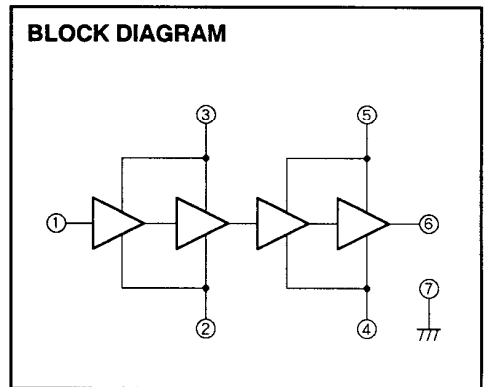 BLOCK DIAGRAM
③ ⑤
① ⑥
⑦
② ④